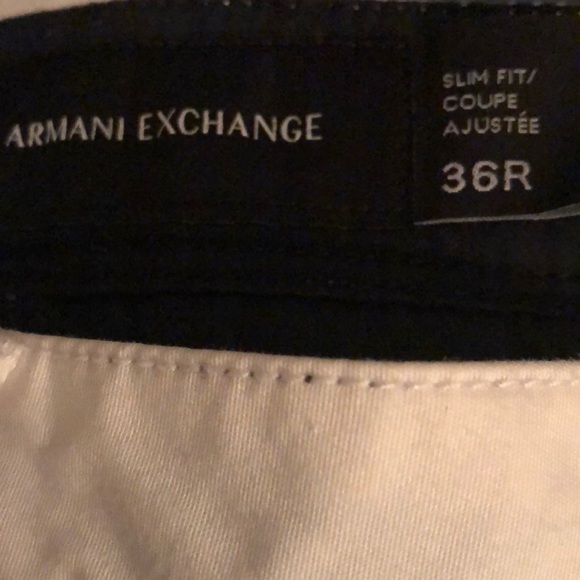 ARMANI EXCHANGE
SLIM FIT/
COUPE
AJUSTÉE
36R